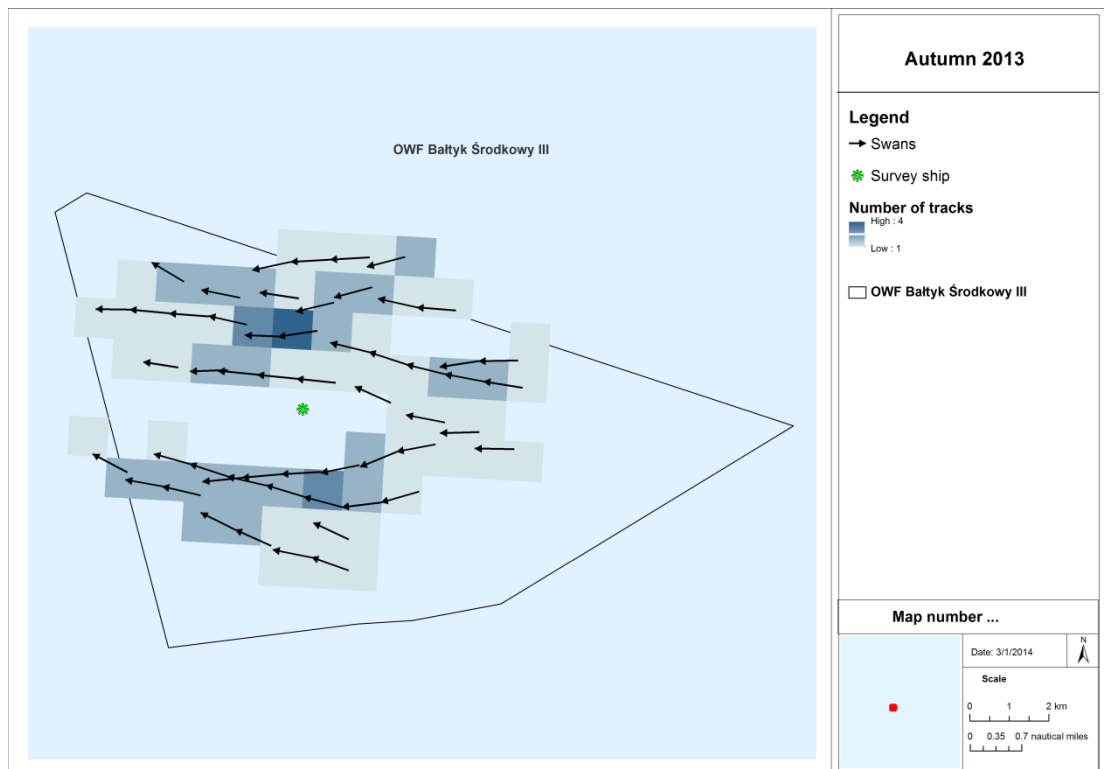 OWF Bałtyk Środkowy III
Autumn 2013
Legend
Swans
Survey ship
Number of tracks
High : 4
Low : 1
OWF Bałtyk Środkowy III
Map number ...
Date: 3/1/2014
N
Scale
0 1 2 km
0 0.35 0.7 nautical miles